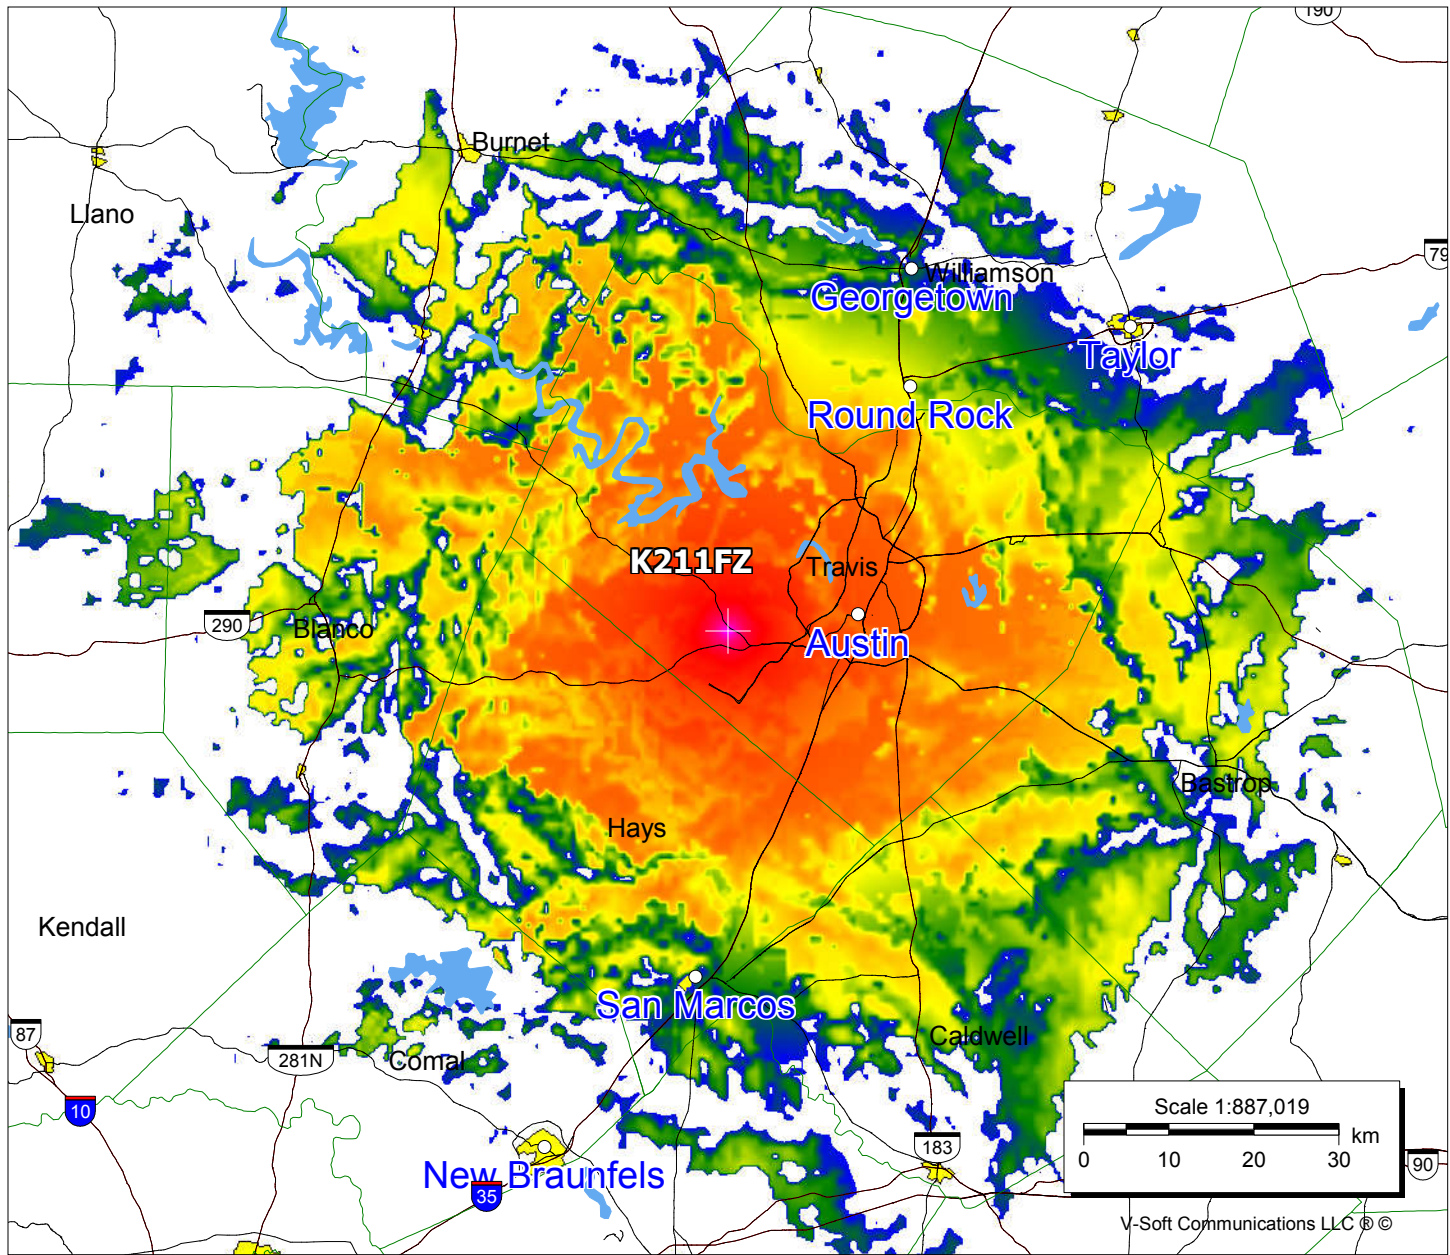 190
Burnet
Llano
79
Williamson
Georgetown
Taylor
Round Rock
K211FZ
Travis
290
Blanco
Austin
Bastrop
Hays
Kendall
San Marcos
87
281N
Comal
Caldwell
10
Scale 1:887,019
km
0 10 20 30
183
90
New Braunfels
35
V-Soft Communications LLC ® ©